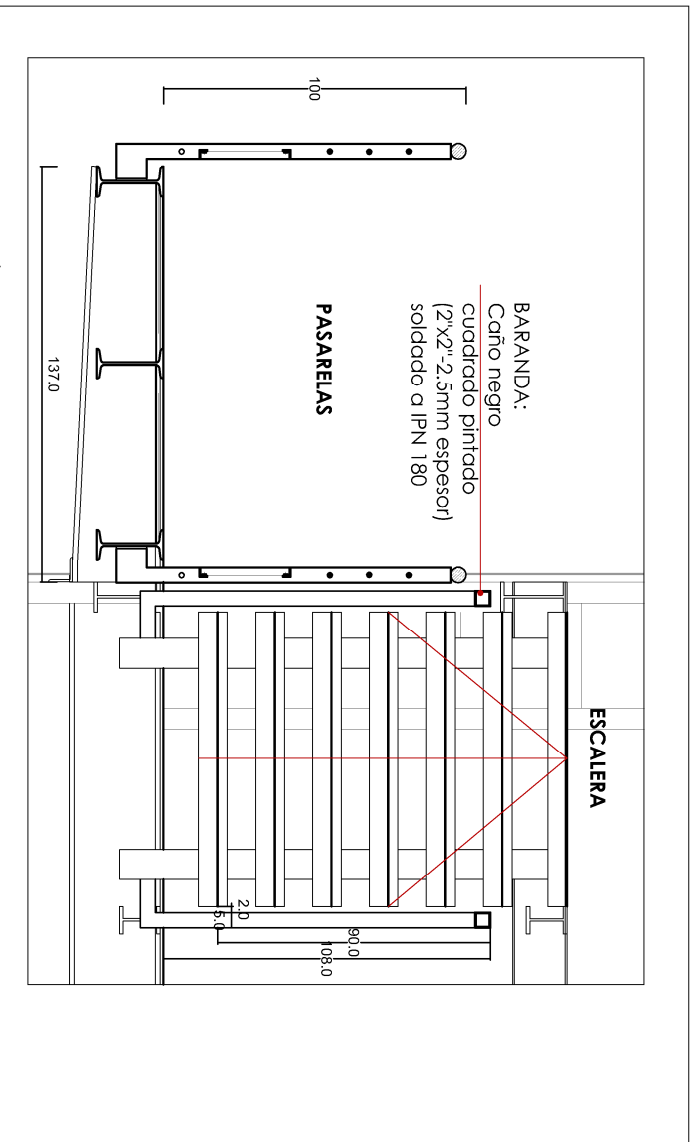 BARANDA:
Caño negro
cuadrado pintado
(2"x2"-2.5mm espesor)
soldado a IPN 180
PASARELAS
ESCALERA
100
137.0
2.0
5.0
90.0
108.0